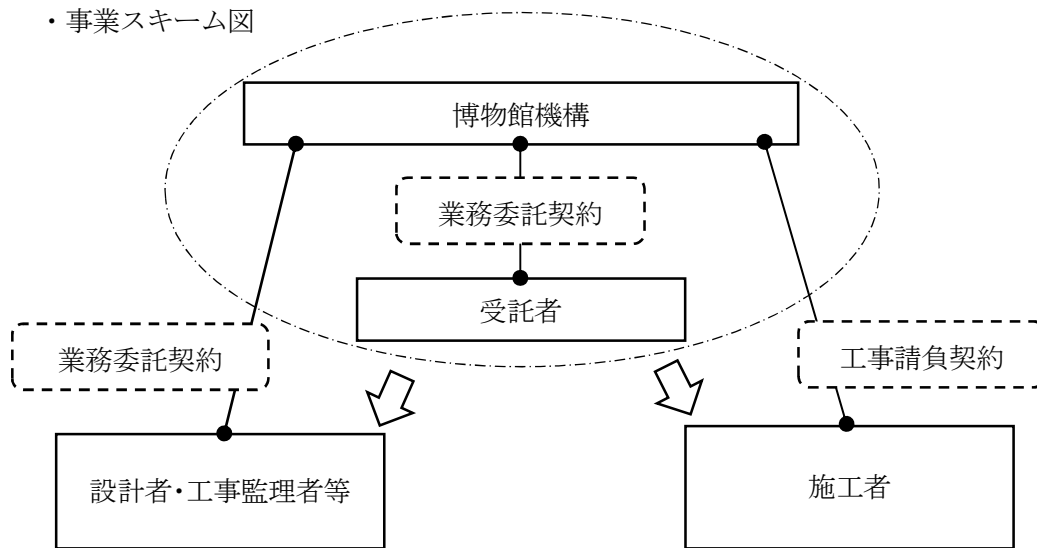 ・事業スキーム図
博物館機構
業務委託契約
受託者
業務委託契約
工事請負契約
設計者・工事監理者等
施工者